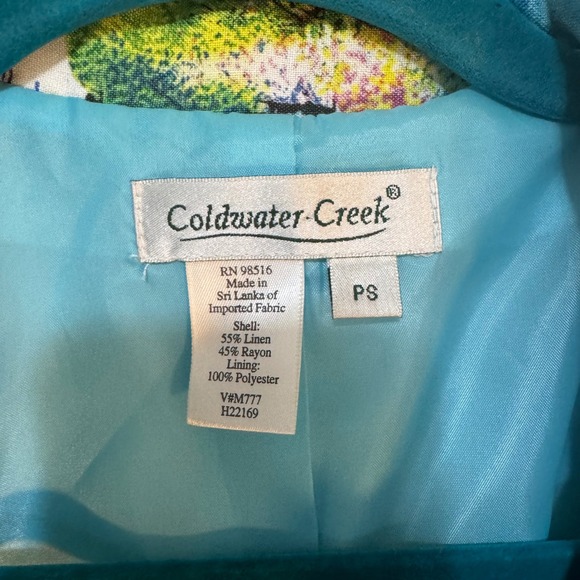 Coldwater Creek®
RN 98516
Made in
Sri Lanka of
Imported Fabric
Shell:
55% Linen
45% Rayon
Lining:
100% Polyester
V#M777
H22169
PS